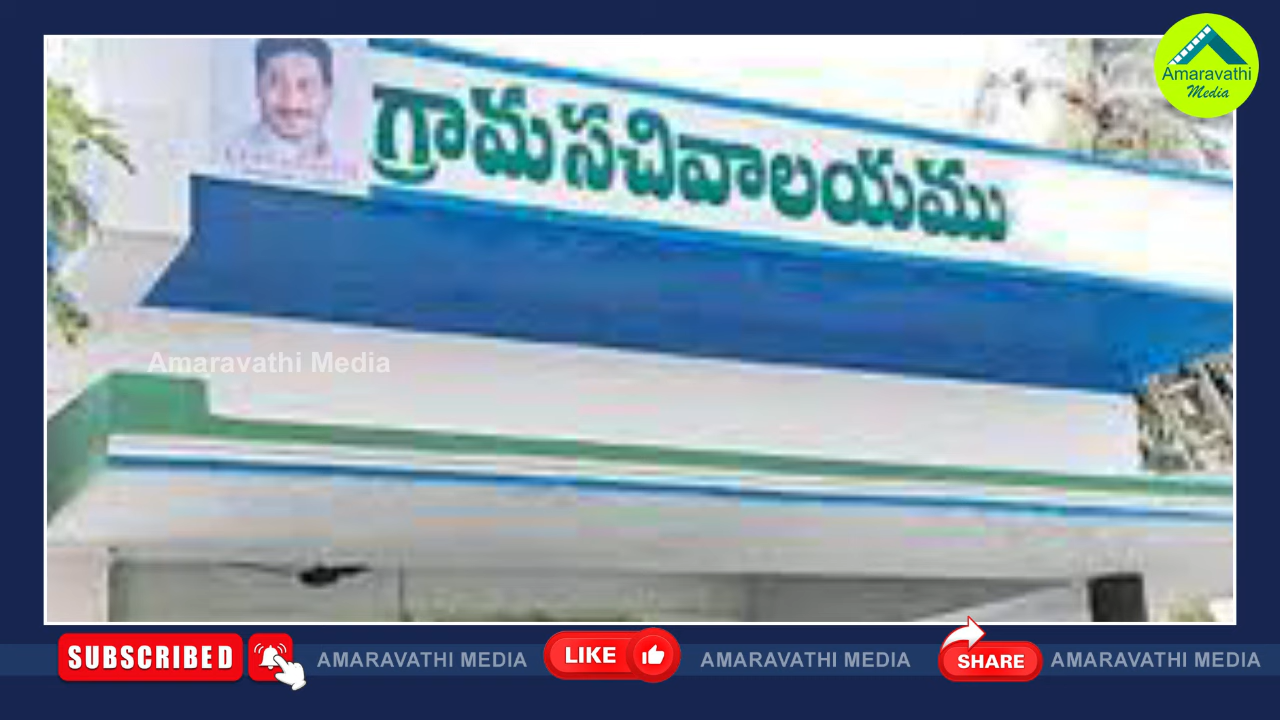 Amaravathi
Media
గ్రామ సచివాలయము
Amaravathi Media
SUBSCRIBED
AMARAVATHI MEDIA
LIKE
AMARAVATHI MEDIA
SHARE
AMARAVATHI MEDIA